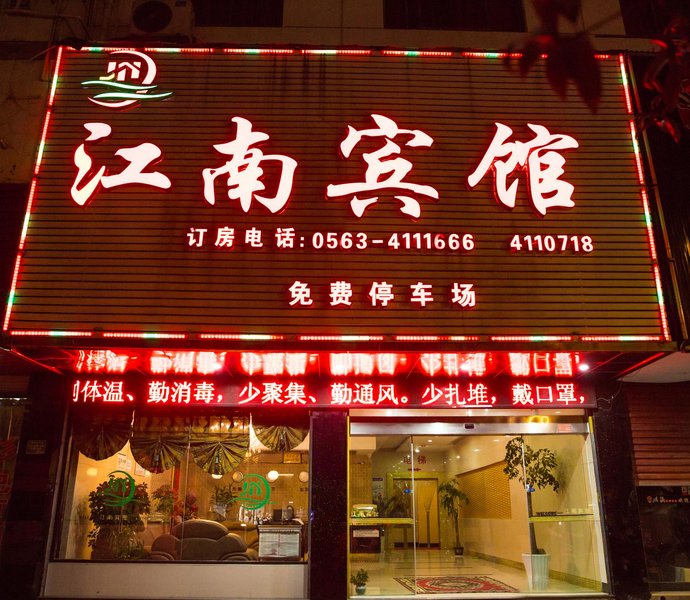 江南宾馆
订房电话:0563-4111666 4110718
免费停车场
测体温、勤消毒,少聚集、勤通风。少扎堆,戴口罩,
WELCOME